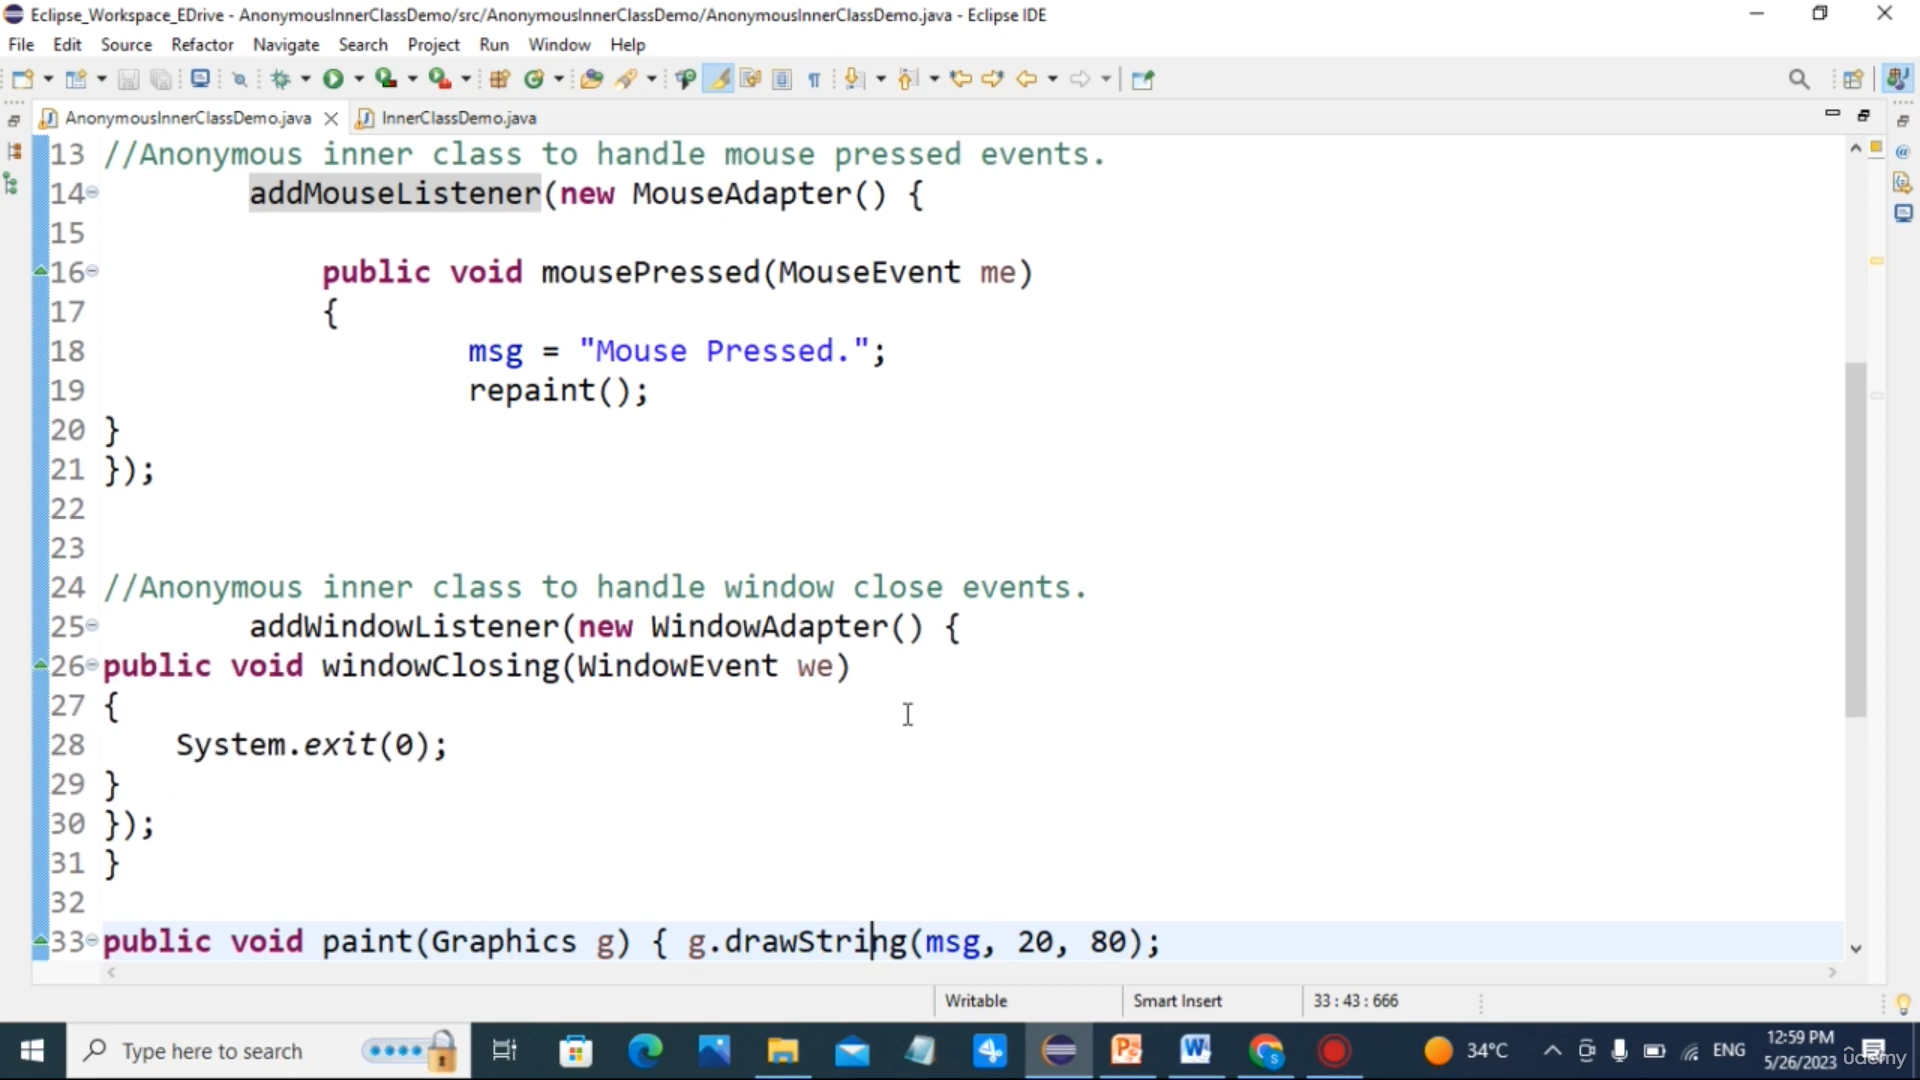 Eclipse_Workspace_EDrive - AnonymousInnerClassDemo/src/AnonymousInnerClassDemo/AnonymousInnerClassDemo.java - Eclipse IDE
File Edit Source Refactor Navigate Search Project Run Window Help
AnonymousInnerClassDemo.java InnerClassDemo.java
13 //Anonymous inner class to handle mouse pressed events.
14 addMouseListener(new MouseAdapter() {
15
16 public void mousePressed(MouseEvent me)
17 {
18 msg = "Mouse Pressed.";
19 repaint();
20 }
21 });
22
23
24 //Anonymous inner class to handle window close events.
25 addWindowListener(new WindowAdapter() {
26 public void windowClosing(WindowEvent we)
27 {
28 System.exit(0);
29 }
30 });
31 }
32
33 public void paint(Graphics g) { g.drawString(msg, 20, 80);
Writable Smart Insert 33 : 43 : 666
Type here to search 34°C ENG 12:59 PM
5/26/2023
ûdemy